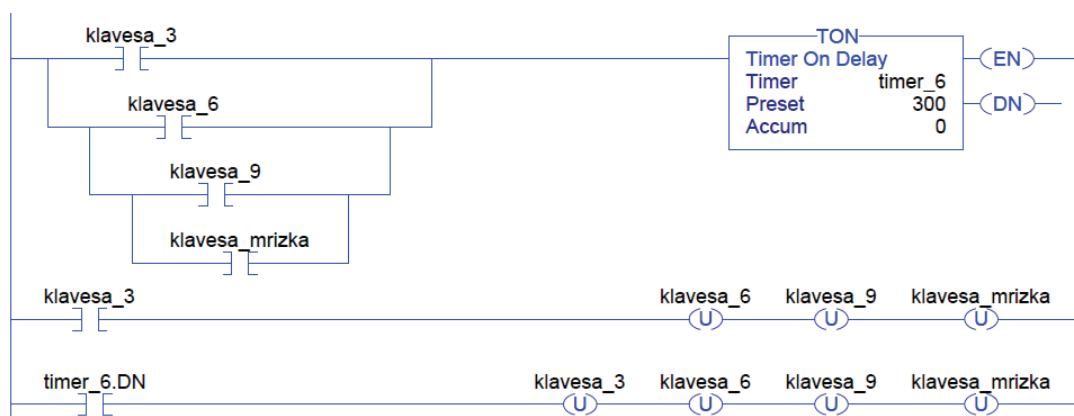 klavesa_3
TON
Timer On Delay
Timer timer_6
Preset 300
Accum 0
EN
DN
klavesa_6
klavesa_9
klavesa_mrizka
klavesa_3 klavesa_6 klavesa_9 klavesa_mrizka
U U U
timer_6.DN klavesa_3 klavesa_6 klavesa_9 klavesa_mrizka
U U U U